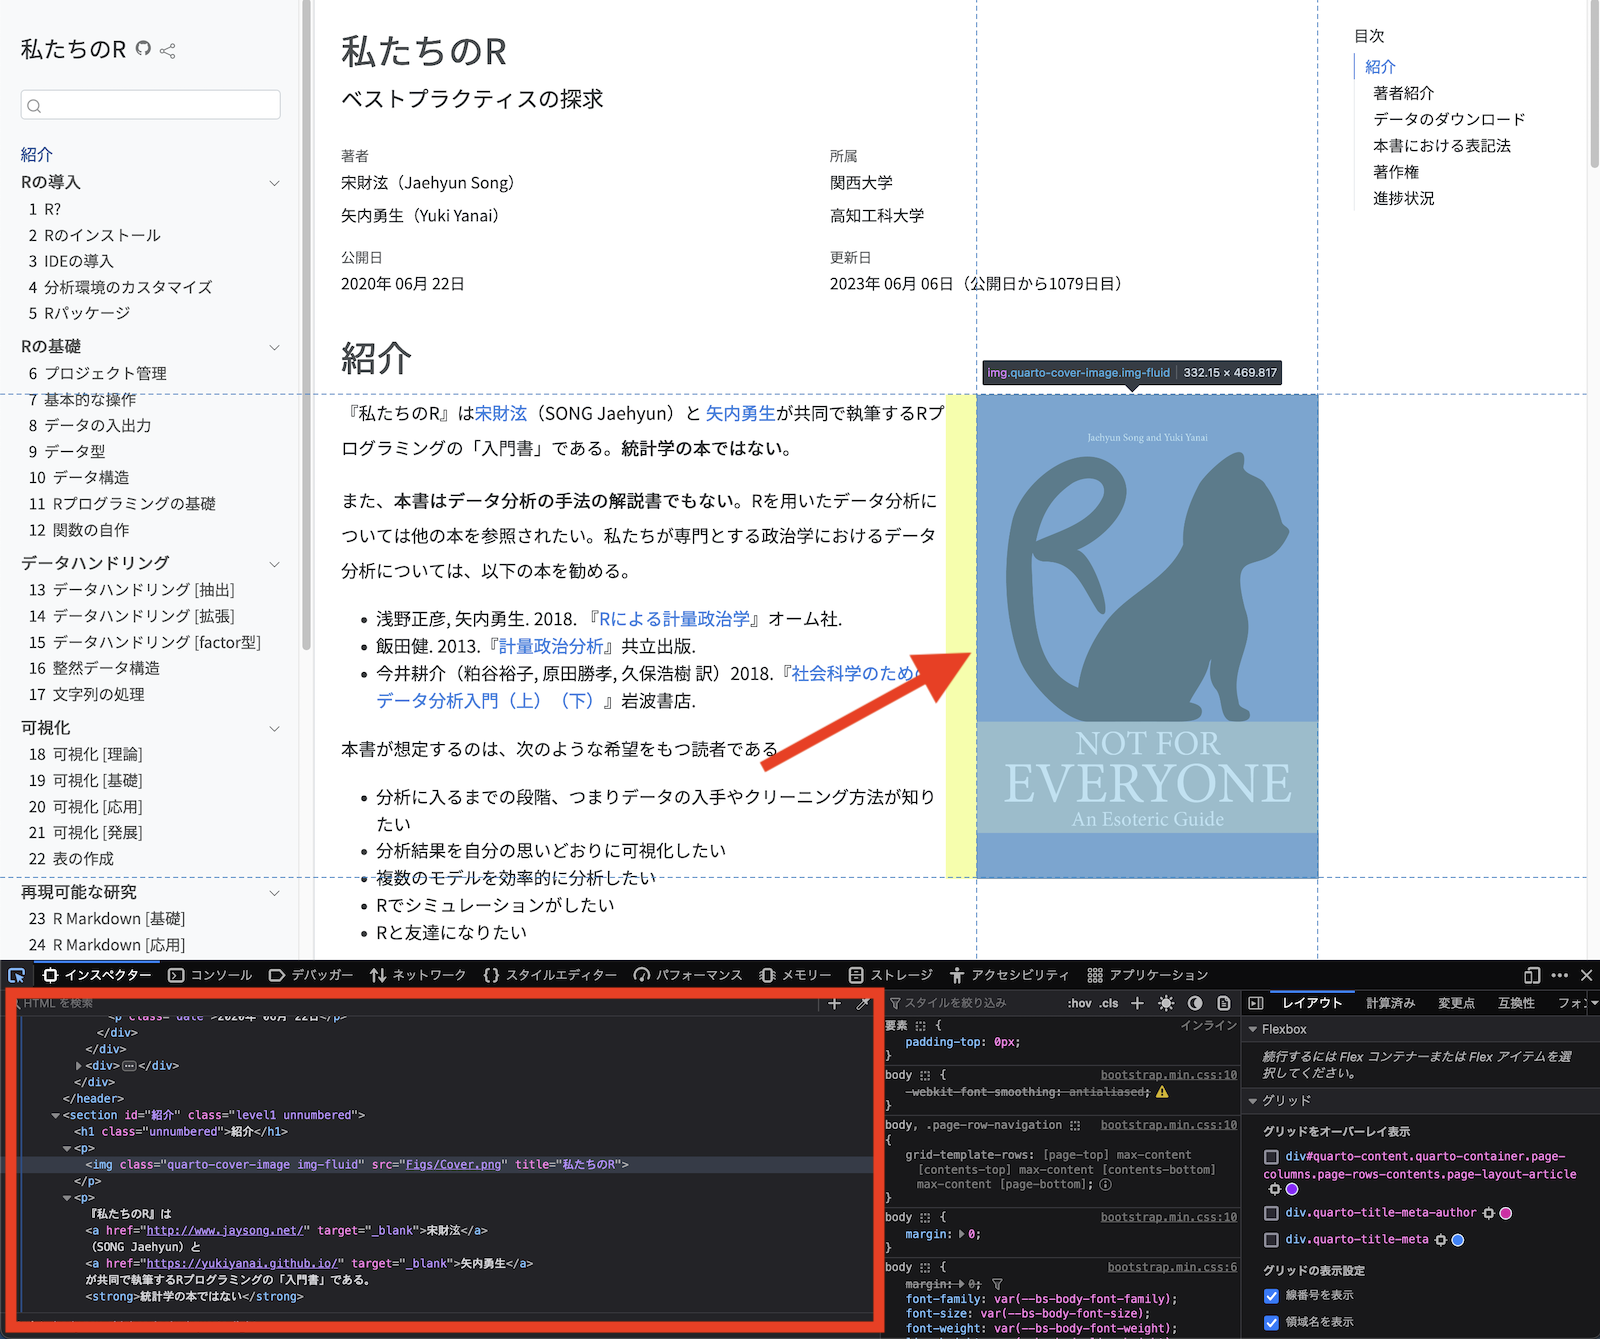 私たちのR
紹介
Rの導入
1 R?
2 Rのインストール
3 IDEの導入
4 分析環境のカスタマイズ
5 Rパッケージ
Rの基礎
6 プロジェクト管理
7 基本的な操作
8 データの入出力
9 データ型
10 データ構造
11 Rプログラミングの基礎
12 関数の自作
データハンドリング
13 データハンドリング [抽出]
14 データハンドリング [拡張]
15 データハンドリング [factor型]
16 整然データ構造
17 文字列の処理
可視化
18 可視化 [理論]
19 可視化 [基礎]
20 可視化 [応用]
21 可視化 [発展]
22 表の作成
再現可能な研究
23 R Markdown [基礎]
24 R Markdown [応用]
私たちのR
ベストプラクティスの探求
著者
所属
宋財泫（Jaehyun Song）
関西大学
矢内勇生（Yuki Yanai）
高知工科大学
公開日
更新日
2020年 06月 22日
2023年 06月 06日（公開日から1079日目）
紹介
『私たちのR』は宋財泫（SONG Jaehyun）と 矢内勇生が共同で執筆するRプ
ログラミングの「入門書」である。統計学の本ではない。
また、本書はデータ分析の手法の解説書でもない。Rを用いたデータ分析に
ついては他の本を参照されたい。私たちが専門とする政治学におけるデータ
分析については、以下の本を勧める。
• 浅野正彦, 矢内勇生. 2018. 『Rによる計量政治学』オーム社.
• 飯田健. 2013.『計量政治分析』共立出版.
• 今井耕介（粕谷裕子, 原田勝孝, 久保浩樹 訳）2018.『社会科学のための
データ分析入門（上）（下）』岩波書店.
本書が想定するのは、次のような希望をもつ読者である
• 分析に入るまでの段階、つまりデータの入手やクリーニング方法が知り
たい
• 分析結果を自分の思いどおりに可視化したい
• 複数のモデルを効率的に分析したい
• Rでシミュレーションがしたい
• Rと友達になりたい
img.quarto-cover-image.img-fluid | 332.15 × 469.817
Jaehyun Song and Yuki Yanai
NOT FOR
EVERYONE
An Esoteric Guide
目次
紹介
著者紹介
データのダウンロード
本書における表記法
著作権
進捗状況
インスペクター コンソール デバッガー ネットワーク スタイルエディター パフォーマンス メモリー ストレージ アクセシビリティ アプリケーション
HTML を検索
<p class="date">2020年 06月 22日</p>
</div>
</div>
<div></div>
</div>
</header>
<section id="紹介" class="level1 unnumbered">
<h1 class="unnumbered">紹介</h1>
<p>
<img class="quarto-cover-image img-fluid" src="Figs/Cover.png" title="私たちのR">
</p>
<p>
『私たちのR』は
<a href="http://www.jaysong.net/" target="_blank">宋財泫</a>
（SONG Jaehyun）と
<a href="https://yukiyanai.github.io/" target="_blank">矢内勇生</a>
が共同で執筆するRプログラミングの「入門書」である。
<strong>統計学の本ではない</strong>
スタイルを絞り込み :hov .cls +
要素 { インライン
padding-top: 0px;
}
body { bootstrap.min.css:10
-webkit-font-smoothing: antialiased;
}
body, .page-row-navigation bootstrap.min.css:10
{
grid-template-rows: [page-top] max-content
[contents-top] max-content [contents-bottom]
max-content [page-bottom];
}
body { bootstrap.min.css:10
margin: 0;
}
body { bootstrap.min.css:6
margin: 0;
font-family: var(--bs-body-font-family);
font-size: var(--bs-body-font-size);
font-weight: var(--bs-body-font-weight);
レイアウト 計算済み 変更点 互換性 フォ
Flexbox
続行するには Flex コンテナーまたは Flex アイテムを選
択してください。
グリッド
グリッドをオーバーレイ表示
div#quarto-content.quarto-container.page-
columns.page-rows-contents.page-layout-article
div.quarto-title-meta-author
div.quarto-title-meta
グリッドの表示設定
線番号を表示
領域名を表示